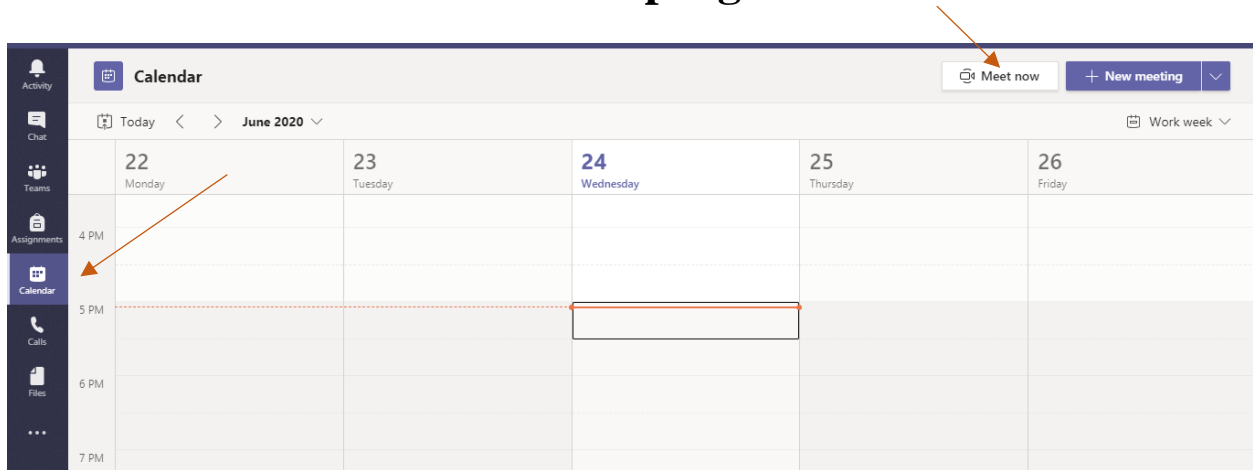 Activity
Calendar
Meet now
New meeting
Chat
Today
June 2020
Work week
Teams
22
Monday
23
Tuesday
24
Wednesday
25
Thursday
26
Friday
Assignments
4 PM
Calendar
5 PM
Calls
6 PM
Files
7 PM